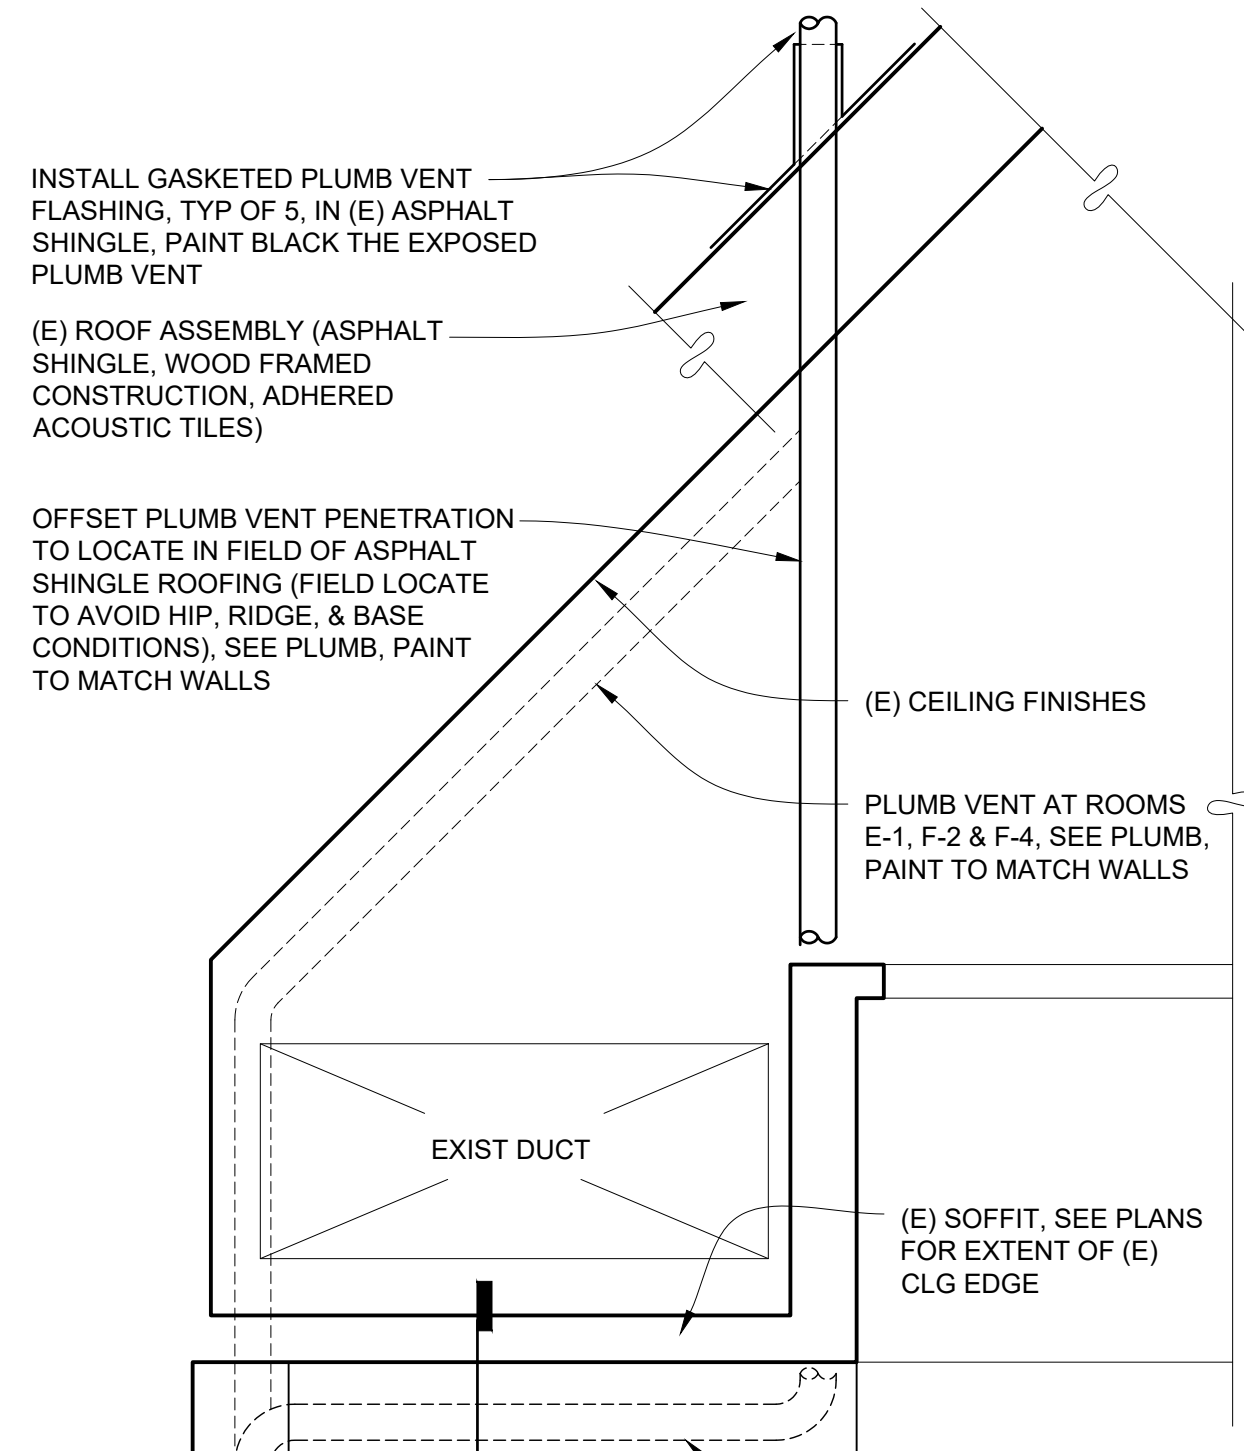 INSTALL GASKETED PLUMB VENT
FLASHING, TYP OF 5, IN (E) ASPHALT
SHINGLE, PAINT BLACK THE EXPOSED
PLUMB VENT
(E) ROOF ASSEMBLY (ASPHALT
SHINGLE, WOOD FRAMED
CONSTRUCTION, ADHERED
ACOUSTIC TILES)
OFFSET PLUMB VENT PENETRATION
TO LOCATE IN FIELD OF ASPHALT
SHINGLE ROOFING (FIELD LOCATE
TO AVOID HIP, RIDGE, & BASE
CONDITIONS), SEE PLUMB, PAINT
TO MATCH WALLS
(E) CEILING FINISHES
PLUMB VENT AT ROOMS
E-1, F-2 & F-4, SEE PLUMB,
PAINT TO MATCH WALLS
EXIST DUCT
(E) SOFFIT, SEE PLANS
FOR EXTENT OF (E)
CLG EDGE